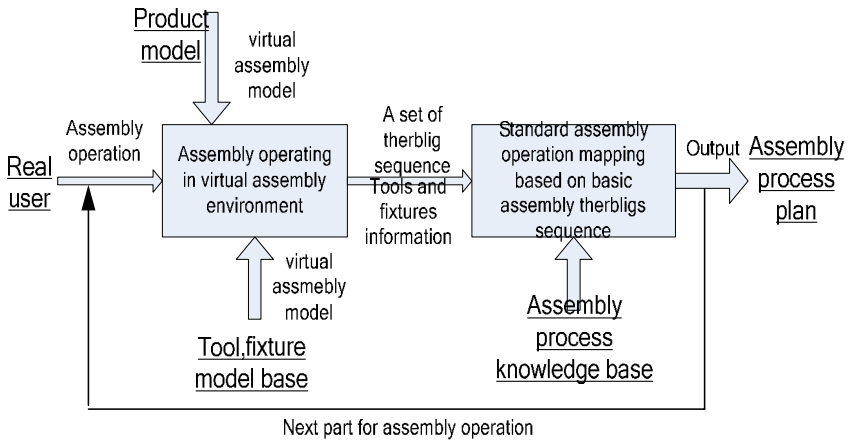 Product
model
virtual
assembly
model
Assembly
operation
Real
user
Assembly operating
in virtual assembly
environment
A set of
therblig
sequence
Tools and
fixtures
information
Standard assembly
operation mapping
based on basic
assembly therbligs
sequence
Output
Assembly
process
plan
virtual
assmebly
model
Tool,fixture
model base
Assembly
process
knowledge base
Next part for assembly operation